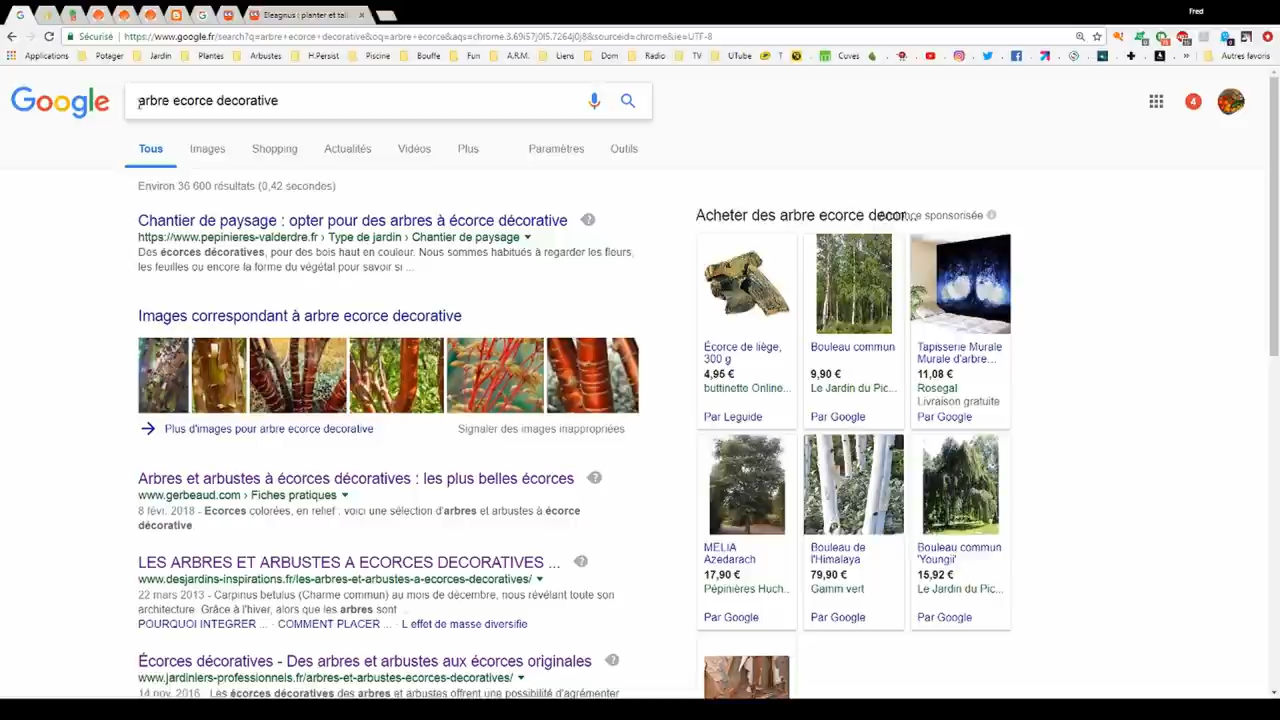 Eleagnus : planter et tail
Fred
Sécurisé
https://www.google.fr/search?q=arbre+ecorce+decorative&oq=arbre+ecorce&aqs=chrome.3.69i57j0l5.7264j0j8&sourceid=chrome&ie=UTF-8
Applications Potager Jardin Plantes Arbustes H.Persist Piscine Bouffe Fun A.R.M. Liens Dom Radio TV UTube Cuves » Autres favoris
Google
arbre ecorce decorative
4
Tous Images Shopping Actualités Vidéos Plus Paramètres Outils
Environ 36 600 résultats (0,42 secondes)
Chantier de paysage : opter pour des arbres à écorce décorative
https://www.pepinieres-valderdre.fr › Type de jardin › Chantier de paysage
Des écorces décoratives, pour des bois haut en couleur. Nous sommes habitués à regarder les fleurs,
les feuilles ou encore la forme du végétal pour savoir si ...
Images correspondant à arbre ecorce decorative
Plus d'images pour arbre ecorce decorative
Signaler des images inappropriées
Arbres et arbustes à écorces décoratives : les plus belles écorces
www.gerbeaud.com › Fiches pratiques
8 févr. 2018 - Ecorces colorées, en relief : voici une sélection d'arbres et arbustes à écorce
décorative
LES ARBRES ET ARBUSTES A ECORCES DECORATIVES ...
www.desjardins-inspirations.fr/les-arbres-et-arbustes-a-ecorces-decoratives/
22 mars 2013 - Carpinus betulus (Charme commun) au mois de décembre, nous révélant toute son
architecture. Grâce à l'hiver, alors que les arbres sont
POURQUOI INTEGRER ... · COMMENT PLACER ... · L effet de masse diversifie
Écorces décoratives - Des arbres et arbustes aux écorces originales
www.jardiniers-professionnels.fr/arbres-et-arbustes-ecorces-decoratives/
14 nov. 2016 - Les écorces décoratives des arbres et arbustes offrent une possibilité d'agrémenter
Acheter des arbre ecorce decor...
sponsorisée
Écorce de liège,
300 g
4,95 €
buttinette Online...
Par Leguide
Bouleau commun
9,90 €
Le Jardin du Pic...
Par Google
Tapisserie Murale
Murale d'arbre...
11,08 €
Rosegal
Livraison gratuite
Par Google
MELIA
Azedarach
17,90 €
Pépinières Huch..
Par Google
Bouleau de
l'Himalaya
79,90 €
Gamm vert
Par Google
Bouleau commun
'Youngii'
15,92 €
Le Jardin du Pic...
Par Google